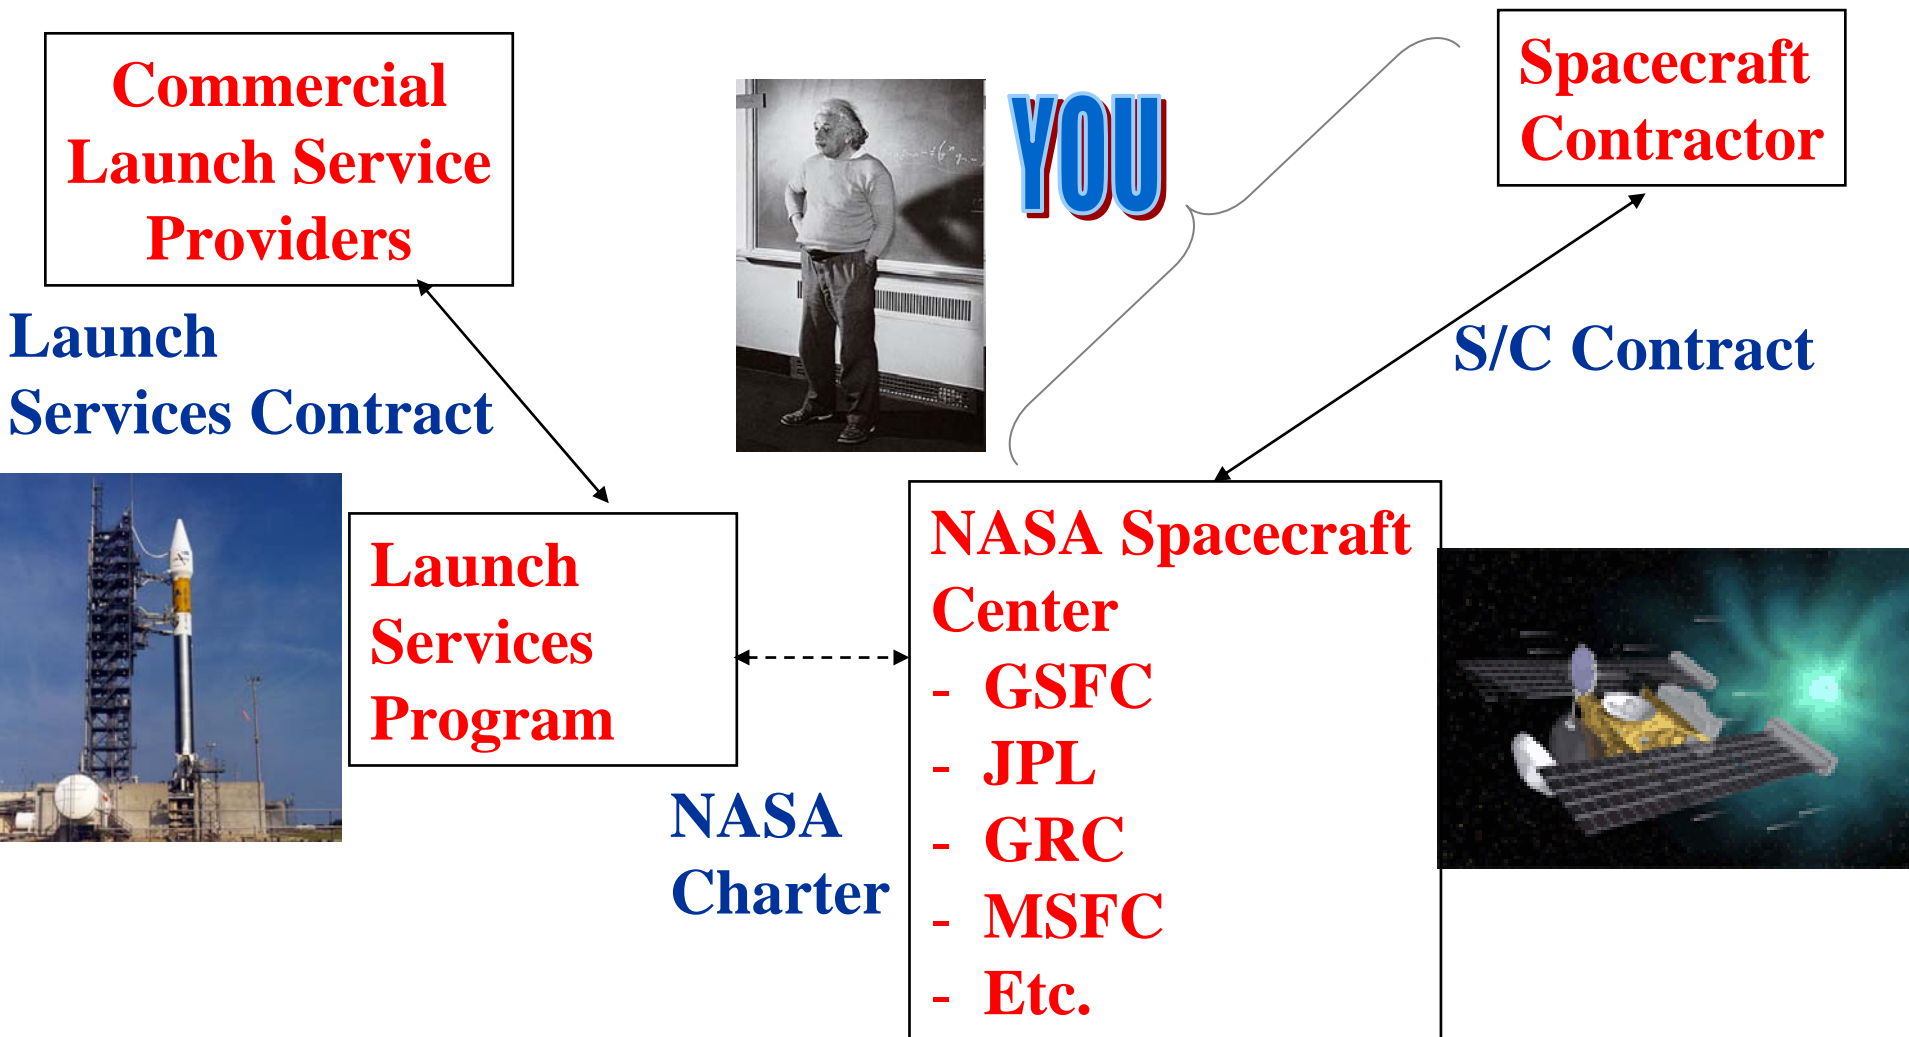 Commercial
Launch Service
Providers
YOU
Spacecraft
Contractor
Launch
Services Contract
S/C Contract
Launch
Services
Program
NASA Spacecraft
Center
- GSFC
- JPL
- GRC
- MSFC
- Etc.
NASA
Charter